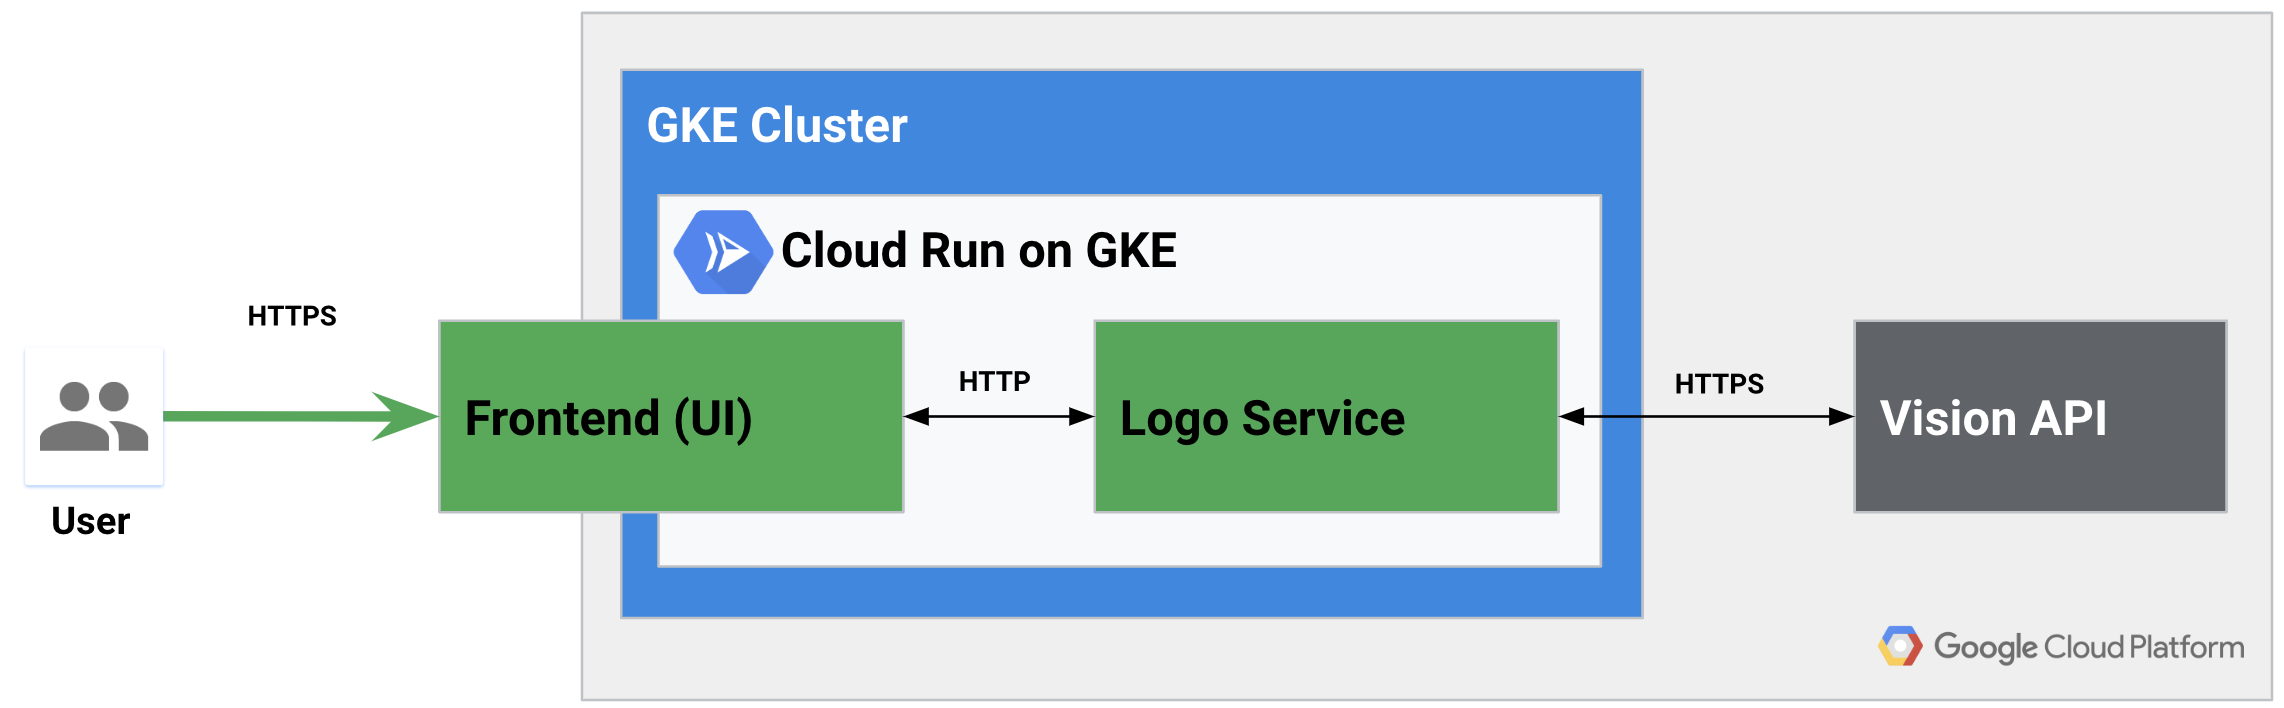 GKE Cluster
Cloud Run on GKE
HTTPS
User
Frontend (UI)
HTTP
Logo Service
HTTPS
Vision API
Google Cloud Platform